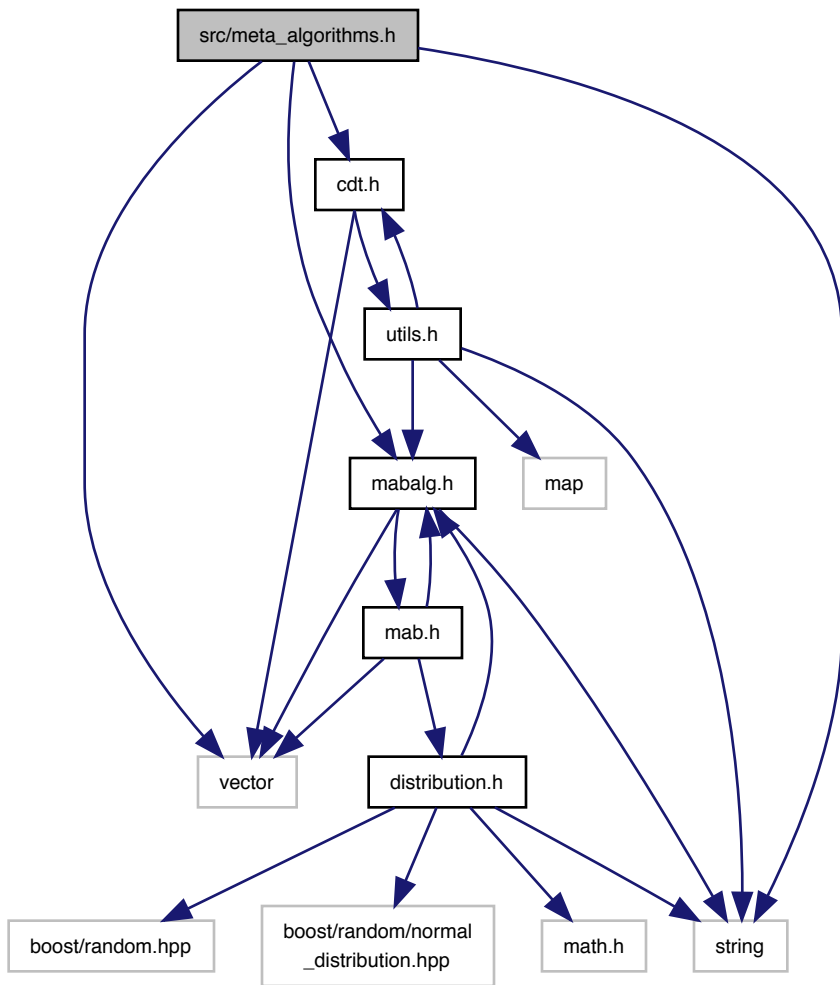 src/meta_algorithms.h
cdt.h
utils.h
mabalg.h
map
mab.h
vector
distribution.h
boost/random.hpp
boost/random/normal
_distribution.hpp
math.h
string